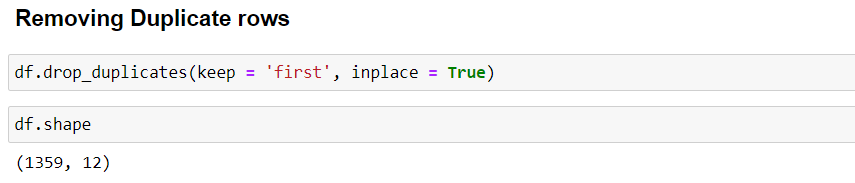 Removing Duplicate rows
df.drop_duplicates(keep = 'first', inplace = True)
df.shape
(1359, 12)